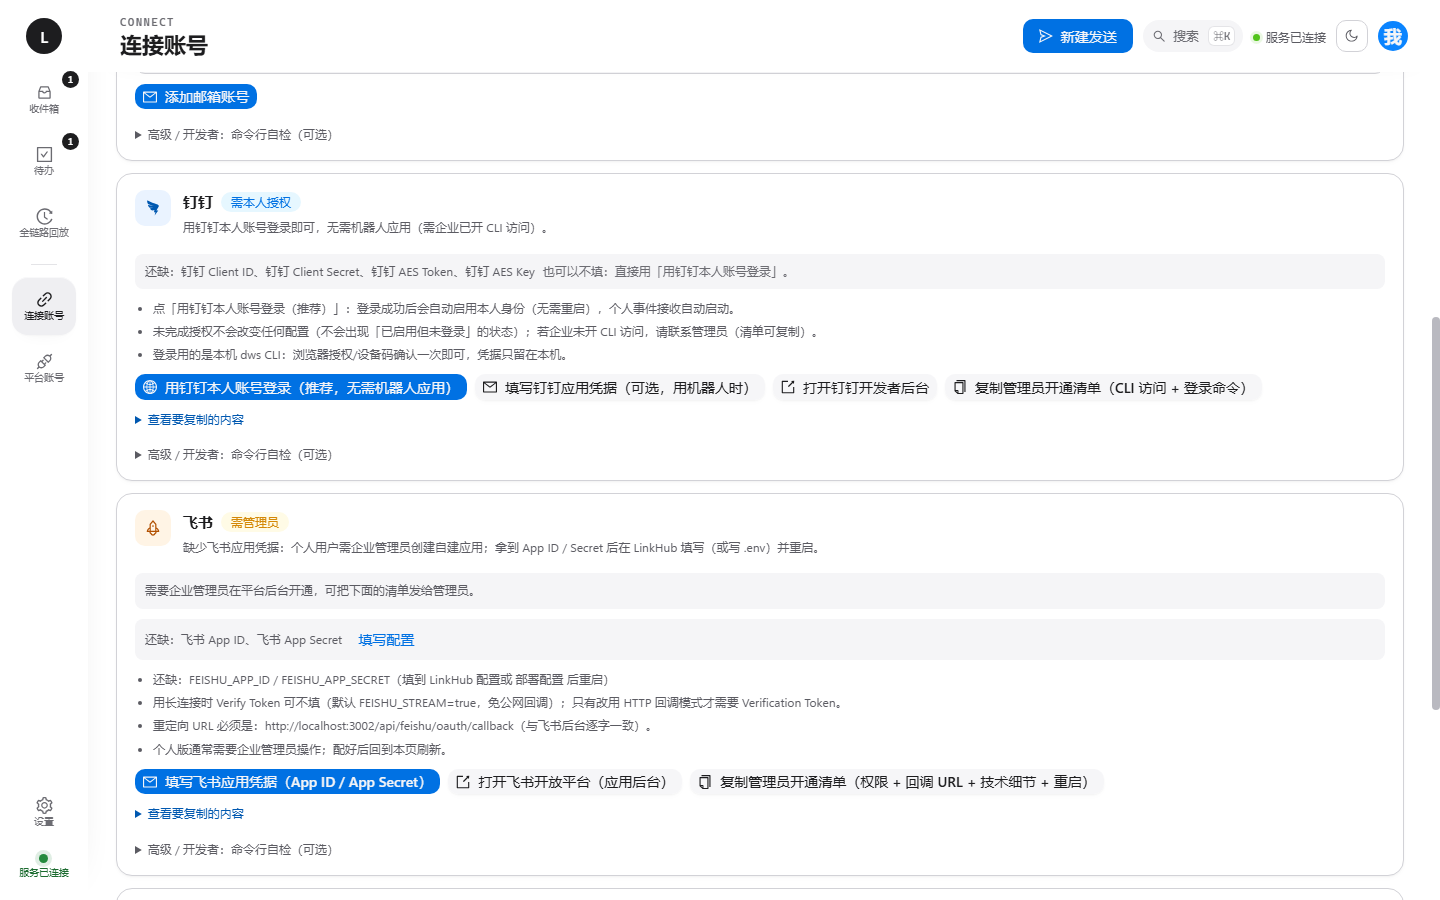 L
CONNECT
连接账号
新建发送
搜索
⌘K
服务已连接
我
1
收件箱
1
待办
全链路回放
连接账号
平台账号
设置
服务已连接
添加邮箱账号
高级 / 开发者：命令行自检（可选）
钉钉 需本人授权
用钉钉本人账号登录即可，无需机器人应用（需企业已开 CLI 访问）。
还缺：钉钉 Client ID、钉钉 Client Secret、钉钉 AES Token、钉钉 AES Key 也可以不填：直接用「用钉钉本人账号登录」。
点「用钉钉本人账号登录（推荐）」：登录成功后会自动启用本人身份（无需重启），个人事件接收自动启动。
未完成授权不会改变任何配置（不会出现「已启用但未登录」的状态）；若企业未开 CLI 访问，请联系管理员（清单可复制）。
登录用的是本机 dws CLI：浏览器授权/设备码确认一次即可，凭据只留在本机。
用钉钉本人账号登录（推荐，无需机器人应用）
填写钉钉应用凭据（可选，用机器人时）
打开钉钉开发者后台
复制管理员开通清单（CLI 访问 + 登录命令）
查看要复制的内容
高级 / 开发者：命令行自检（可选）
飞书 需管理员
缺少飞书应用凭据：个人用户需企业管理员创建自建应用；拿到 App ID / Secret 后在 LinkHub 填写（或写 .env）并重启。
需要企业管理员在平台后台开通，可把下面的清单发给管理员。
还缺：飞书 App ID、飞书 App Secret 填写配置
还缺：FEISHU_APP_ID / FEISHU_APP_SECRET（填到 LinkHub 配置或 部署配置 后重启）
用长连接时 Verify Token 可不填（默认 FEISHU_STREAM=true，免公网回调）；只有改用 HTTP 回调模式才需要 Verification Token。
重定向 URL 必须是：http://localhost:3002/api/feishu/oauth/callback（与飞书后台逐字一致）。
个人版通常需要企业管理员操作；配好后回到本页刷新。
填写飞书应用凭据（App ID / App Secret）
打开飞书开放平台（应用后台）
复制管理员开通清单（权限 + 回调 URL + 技术细节 + 重启）
查看要复制的内容
高级 / 开发者：命令行自检（可选）